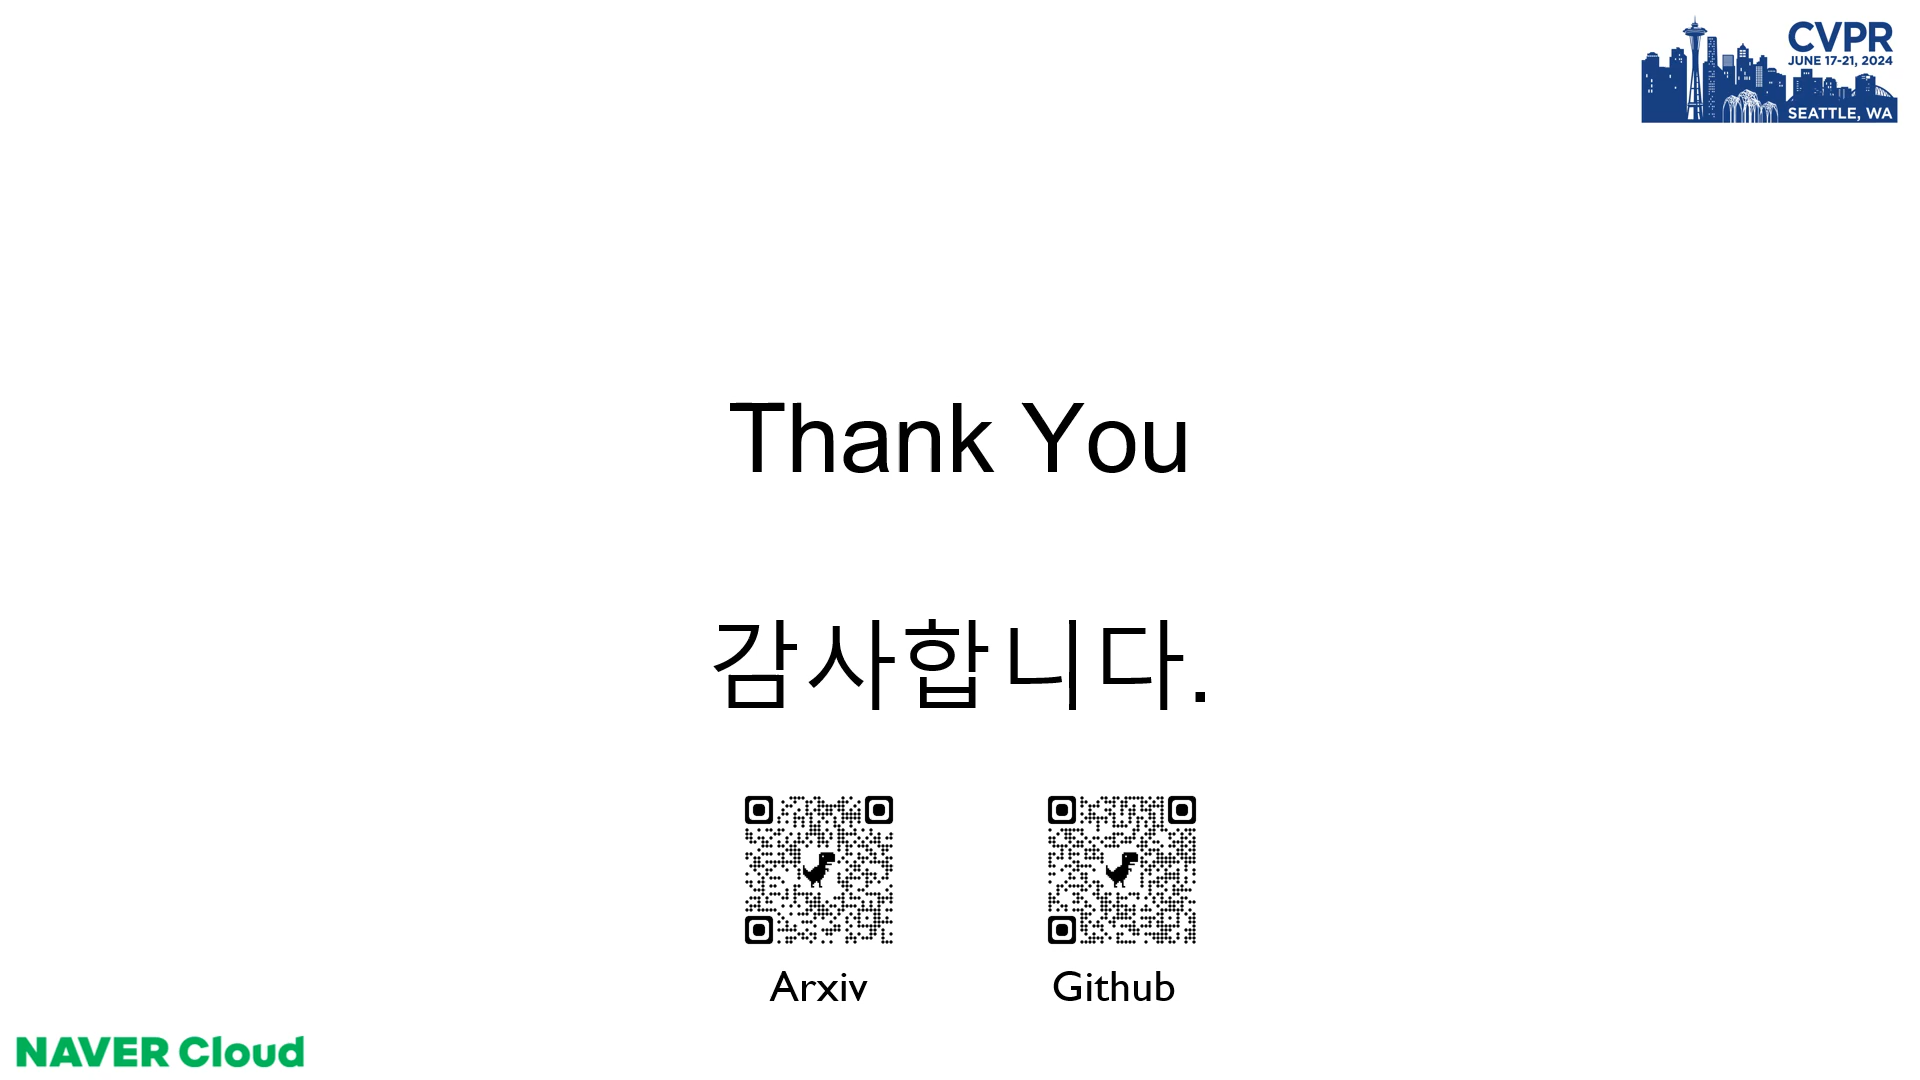 CVPR
JUNE 17-21, 2024
SEATTLE, WA
Thank You
감사합니다.
Arxiv
Github
NAVER Cloud